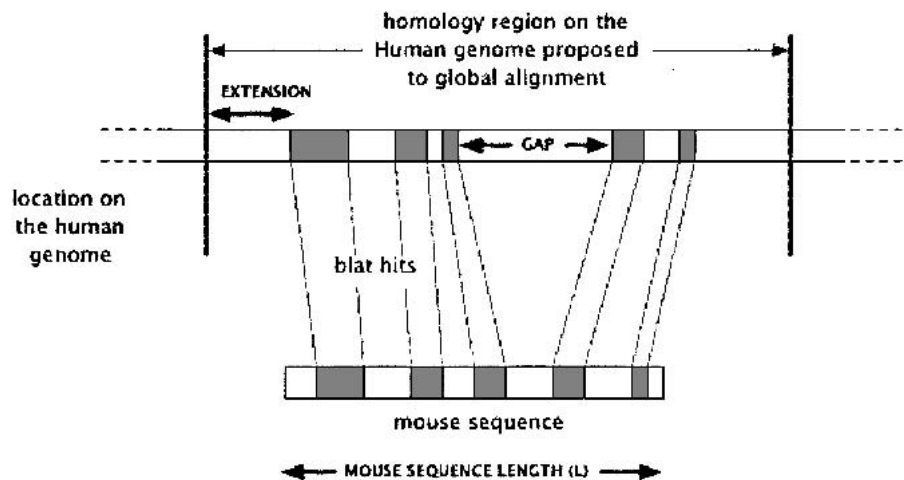 homology region on the
Human genome proposed
to global alignment
EXTENSION
GAP
location on
the human
genome
blat hits
mouse sequence
MOUSE SEQUENCE LENGTH (L)